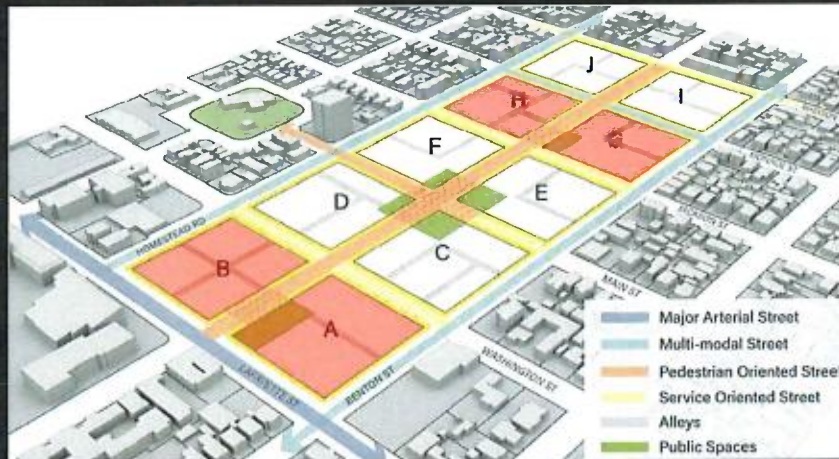 J
H
I
F
G
D
E
HOMESTEAD RD
B
C
A
MAIN ST
LAFAYETTE ST
BENTON ST
WASHINGTON ST
Major Arterial Street
Multi-modal Street
Pedestrian Oriented Street
Service Oriented Street
Alleys
Public Spaces